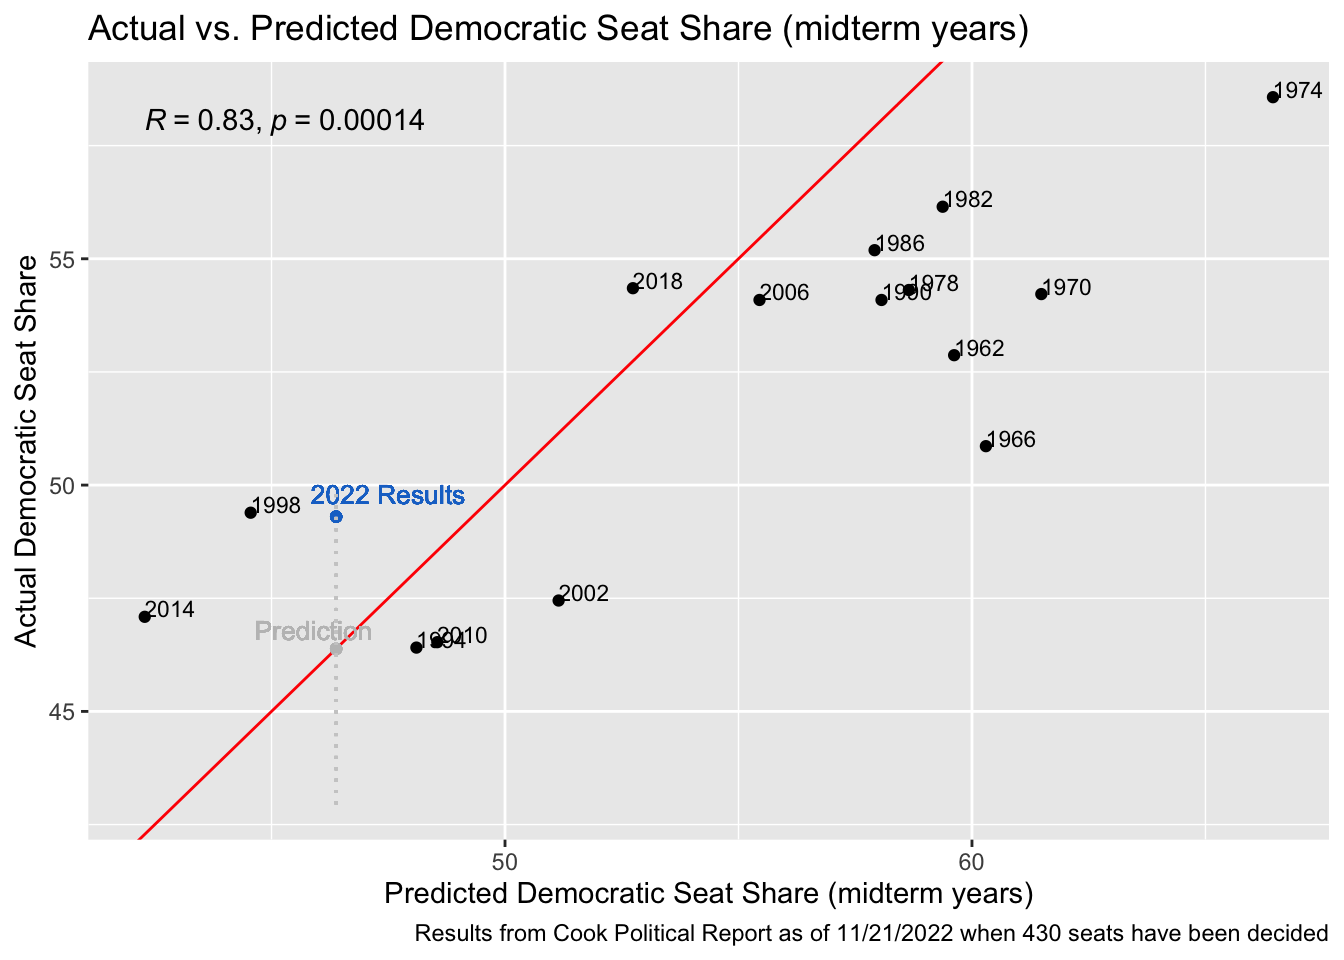 Actual vs. Predicted Democratic Seat Share (midterm years)
R = 0.83, p = 0.00014
1974
1982
1986
2018
1978
2006
1990
1970
1962
1966
2022 Results
1998
2002
2014
Prediction
1994
2010
55
50
45
Actual Democratic Seat Share
50
60
Predicted Democratic Seat Share (midterm years)
Results from Cook Political Report as of 11/21/2022 when 430 seats have been decided